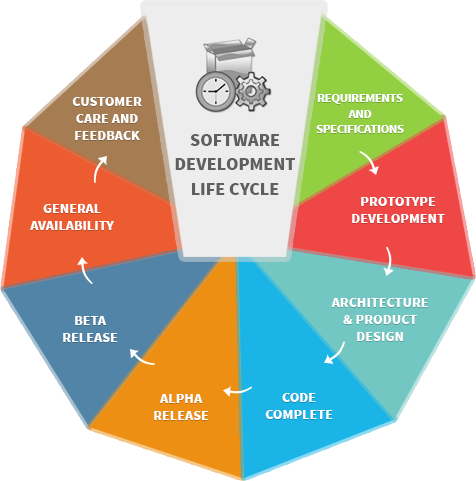 SOFTWARE
DEVELOPMENT
LIFE CYCLE
REQUIREMENTS
AND
SPECIFICATIONS
PROTOTYPE
DEVELOPMENT
ARCHITECTURE
& PRODUCT
DESIGN
CODE
COMPLETE
ALPHA
RELEASE
BETA
RELEASE
GENERAL
AVAILABILITY
CUSTOMER
CARE AND
FEEDBACK